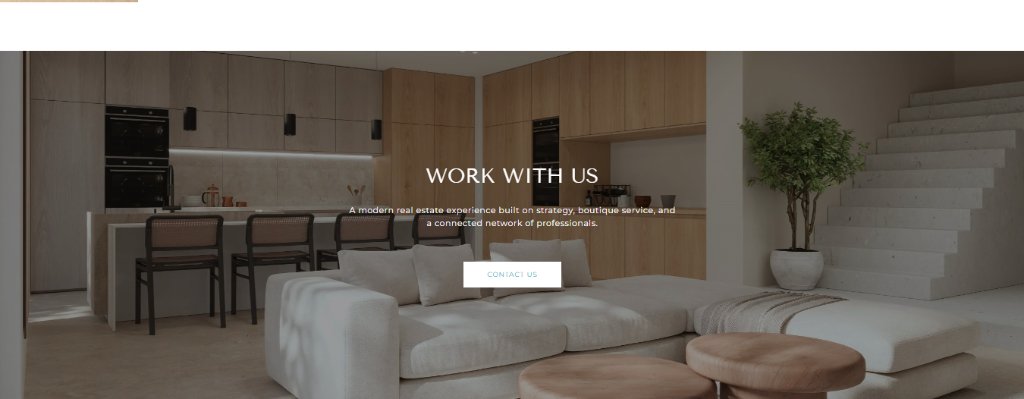 WORK WITH US
A modern real estate experience built on strategy, boutique service, and
a connected network of professionals.
CONTACT US